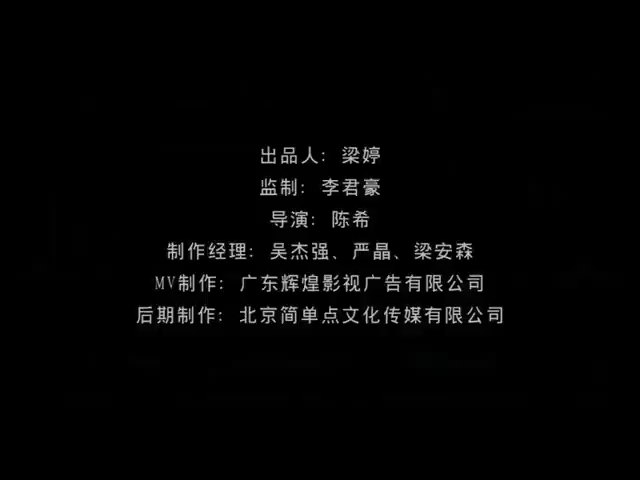 出品人：梁婷
监制：李君豪
导演：陈希
制作经理：吴杰强、严晶、梁安森
MV制作：广东辉煌影视广告有限公司
后期制作：北京简单点文化传媒有限公司